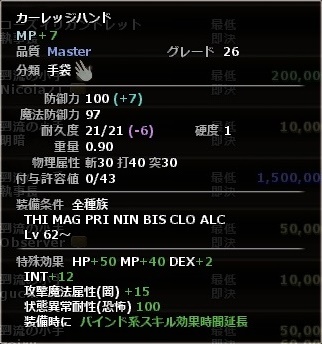 カーレッジハンド
MP+7
品質 Master グレード 26
分類 手袋
防御力 100 (+7)
魔法防御力 97
耐久度 21/21 (-6) 硬度 1
重量 0.90
物理属性 斬30 打40 突30
付与許容値 0/43
装備条件 全種族
THI MAG PRI NIN BIS CLO ALC
Lv 62～
特殊効果 HP+50 MP+40 DEX+2
INT+12
攻撃魔法属性(闇) +15
状態異常耐性(恐怖) 100
装備時に バインド系スキル効果時間延長